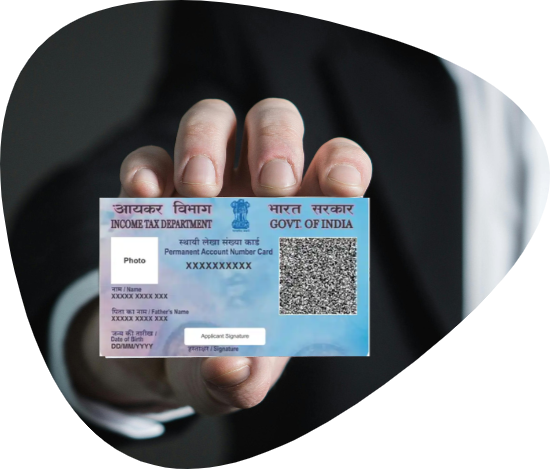 आयकर विभाग
INCOME TAX DEPARTMENT
भारत सरकार
GOVT. OF INDIA
स्थायी लेखा संख्या कार्ड
Permanent Account Number Card
XXXXXXXXXX
Photo
नाम / Name
XXXXX XXXX XXX
पिता का नाम / Father's Name
XXXXX XXXX XXX
जन्म की तारीख /
Date of Birth
DD/MM/YYYY
Applicant Signature
हस्ताक्षर / Signature